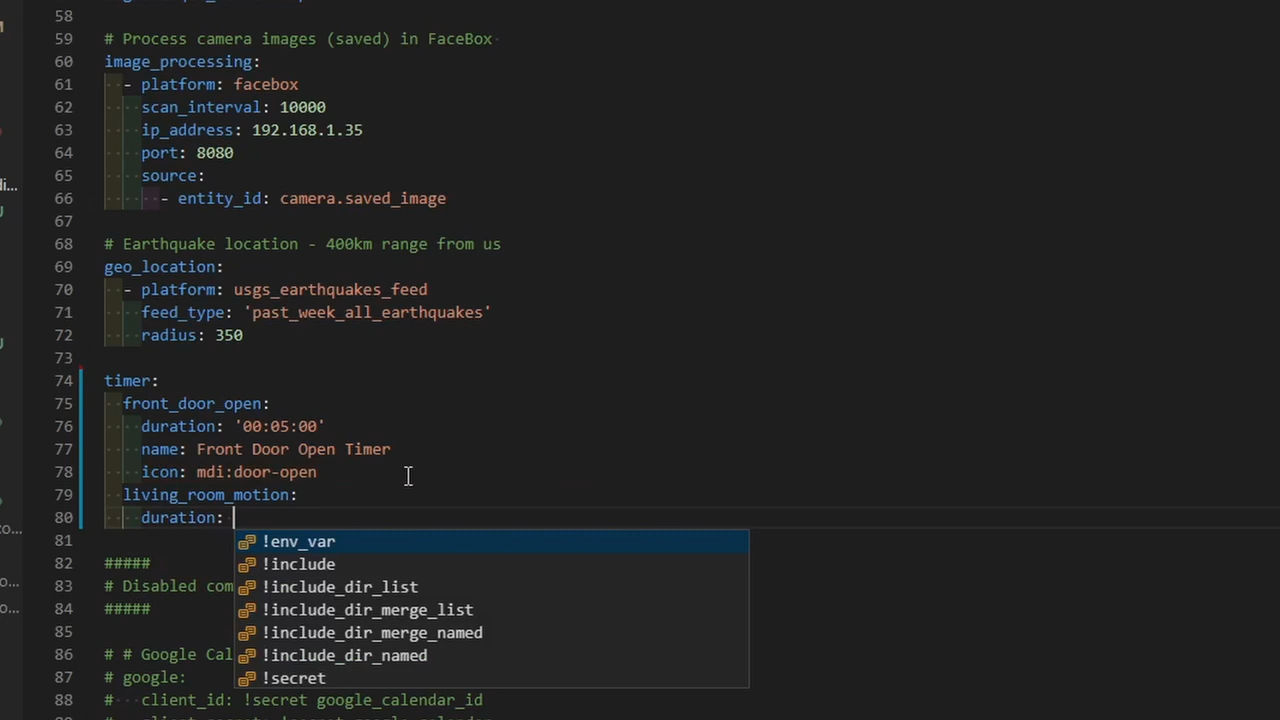 58
59 # Process camera images (saved) in FaceBox
60 image_processing:
61 - platform: facebox
62 scan_interval: 10000
63 ip_address: 192.168.1.35
64 port: 8080
65 source:
66 - entity_id: camera.saved_image
67
68 # Earthquake location - 400km range from us
69 geo_location:
70 - platform: usgs_earthquakes_feed
71 feed_type: 'past_week_all_earthquakes'
72 radius: 350
73
74 timer:
75 front_door_open:
76 duration: '00:05:00'
77 name: Front Door Open Timer
78 icon: mdi:door-open
79 living_room_motion:
80 duration:
81 !env_var
82 ##### !include
83 # Disabled com !include_dir_list
84 ##### !include_dir_merge_list
85 !include_dir_merge_named
86 # # Google Cal !include_dir_named
87 # google: !secret
88 # client_id: !secret google_calendar_id